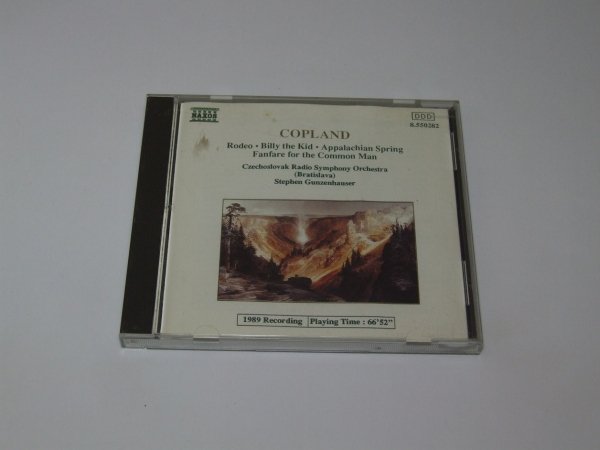 NAXOS
DDD
8.550282
COPLAND
Rodeo • Billy the Kid • Appalachian Spring
Fanfare for the Common Man
Czechoslovak Radio Symphony Orchestra
(Bratislava)
Stephen Gunzenhauser
1989 Recording Playing Time : 66'52"